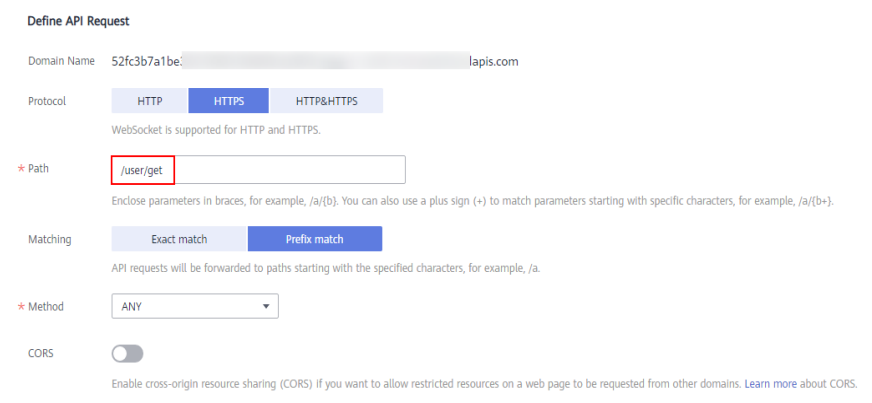 Define API Request
Domain Name 52fc3b7a1be lapis.com
Protocol HTTP HTTPS HTTP&HTTPS
WebSocket is supported for HTTP and HTTPS.
* Path /user/get
Enclose parameters in braces, for example, /a/{b}. You can also use a plus sign (+) to match parameters starting with specific characters, for example, /a/{b+}.
Matching Exact match Prefix match
API requests will be forwarded to paths starting with the specified characters, for example, /a.
* Method ANY
CORS
Enable cross-origin resource sharing (CORS) if you want to allow restricted resources on a web page to be requested from other domains. Learn more about CORS.